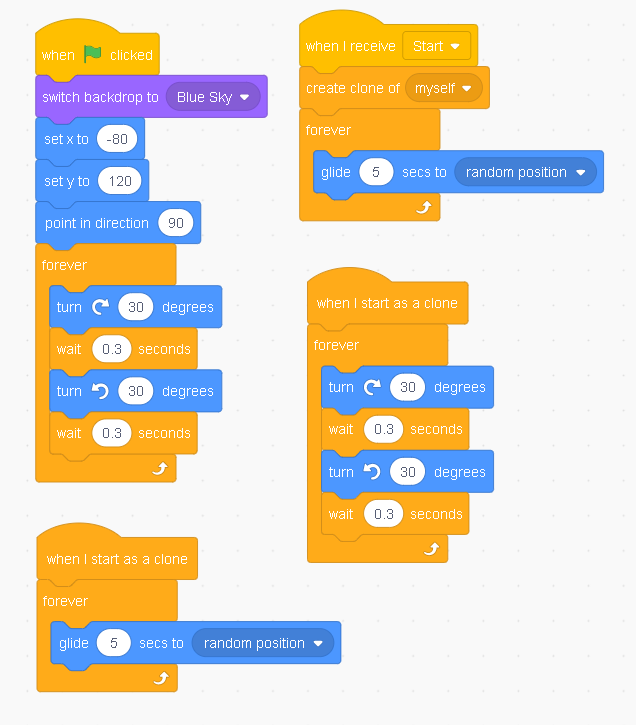 when clicked
switch backdrop to Blue Sky
set x to -80
set y to 120
point in direction 90
forever
turn 30 degrees
wait 0.3 seconds
turn 30 degrees
wait 0.3 seconds
when I start as a clone
forever
glide 5 secs to random position
when I receive Start
create clone of myself
forever
glide 5 secs to random position
when I start as a clone
forever
turn 30 degrees
wait 0.3 seconds
turn 30 degrees
wait 0.3 seconds